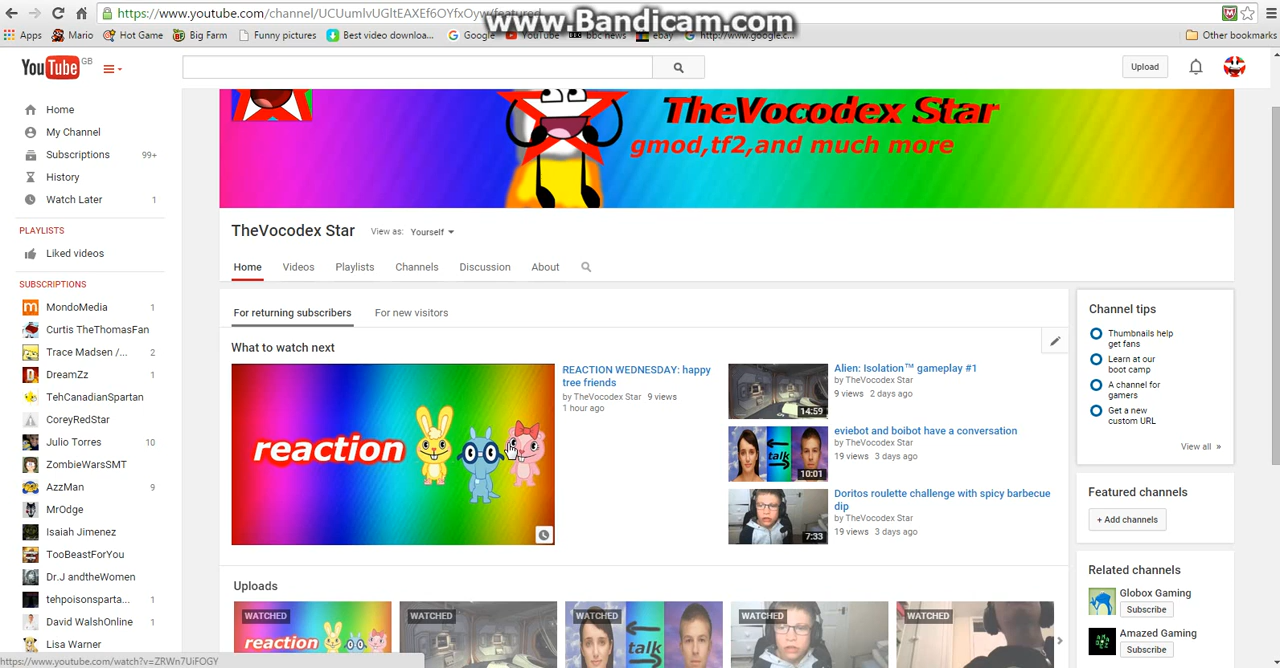 https://www.youtube.com/channel/UCUumlvUGltEAXEf6OYfxOyw/featured
www.Bandicam.com
Apps Mario Hot Game Big Farm Funny pictures Best video downloa... Google YouTube bbc news ebay http://www.google.c... Other bookmarks
YouTube GB
Upload
Home
My Channel
Subscriptions 99+
History
Watch Later 1
PLAYLISTS
Liked videos
SUBSCRIPTIONS
MondoMedia 1
Curtis TheThomasFan
Trace Madsen /... 2
DreamZz 1
TehCanadianSpartan
CoreyRedStar
Julio Torres 10
ZombieWarsSMT
AzzMan 9
MrOdge
Isaiah Jimenez
TooBeastForYou
Dr.J andtheWomen
tehpoisonsparta... 1
David WalshOnline 1
Lisa Warner
https://www.youtube.com/watch?v=ZRWn7UiFOGY
TheVocodex Star
gmod,tf2,and much more
TheVocodex Star View as: Yourself
Home Videos Playlists Channels Discussion About
For returning subscribers For new visitors
What to watch next
reaction
REACTION WEDNESDAY: happy
tree friends
by TheVocodex Star 9 views
1 hour ago
14:59
Alien: Isolation™ gameplay #1
by TheVocodex Star
9 views 2 days ago
talk
10:01
eviebot and boibot have a conversation
by TheVocodex Star
19 views 3 days ago
7:33
Doritos roulette challenge with spicy barbecue
dip
by TheVocodex Star
19 views 3 days ago
Uploads
WATCHED WATCHED WATCHED WATCHED WATCHED
reaction
talk
Channel tips
Thumbnails help
get fans
Learn at our
boot camp
A channel for
gamers
Get a new
custom URL
View all »
Featured channels
+ Add channels
Related channels
Globox Gaming
Subscribe
Amazed Gaming
Subscribe